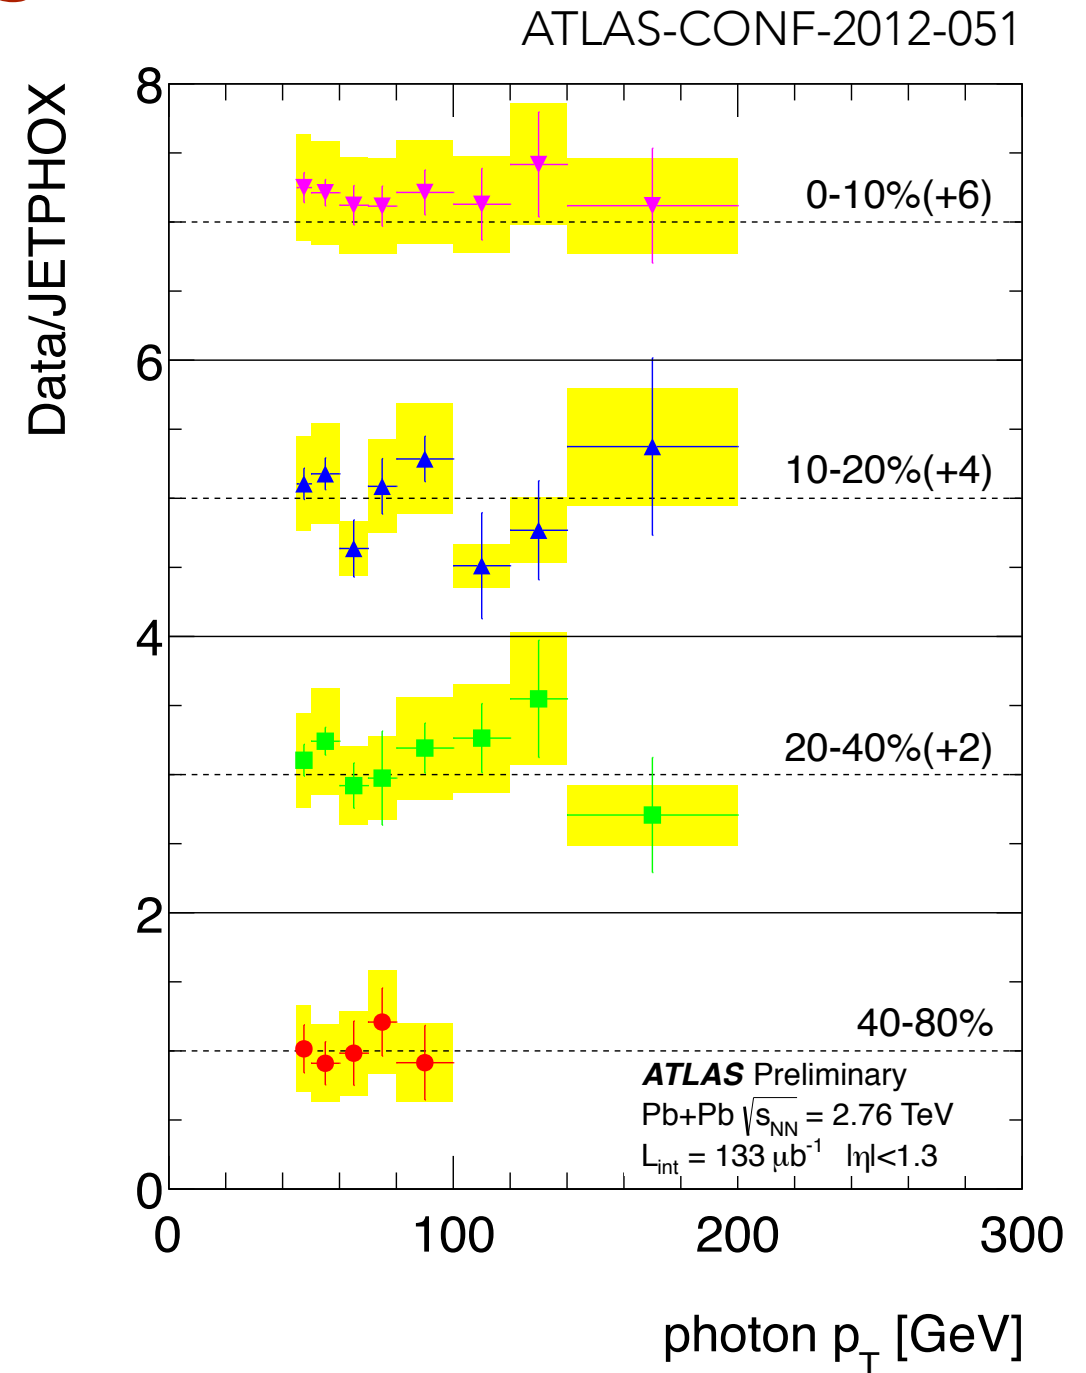 ATLAS-CONF-2012-051
Data/JETPHOX
8
0-10%(+6)
6
10-20%(+4)
4
20-40%(+2)
2
40-80%
ATLAS Preliminary
Pb+Pb √sNN = 2.76 TeV
Lint = 133 μb-1 |η|<1.3
0
0 100 200 300
photon pT [GeV]